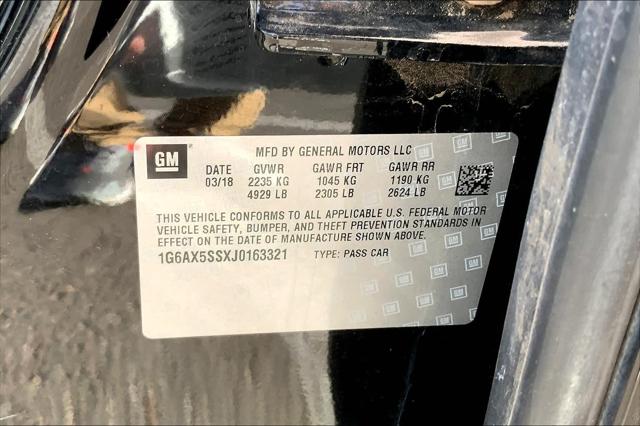 GM
MFD BY GENERAL MOTORS LLC
DATE GVWR GAWR FRT GAWR RR
03/18 2235 KG 1045 KG 1190 KG
4929 LB 2305 LB 2624 LB
THIS VEHICLE CONFORMS TO ALL APPLICABLE U.S. FEDERAL MOTOR
VEHICLE SAFETY, BUMPER, AND THEFT PREVENTION STANDARDS IN
EFFECT ON THE DATE OF MANUFACTURE SHOWN ABOVE.
1G6AX5SSXJ0163321 TYPE: PASS CAR